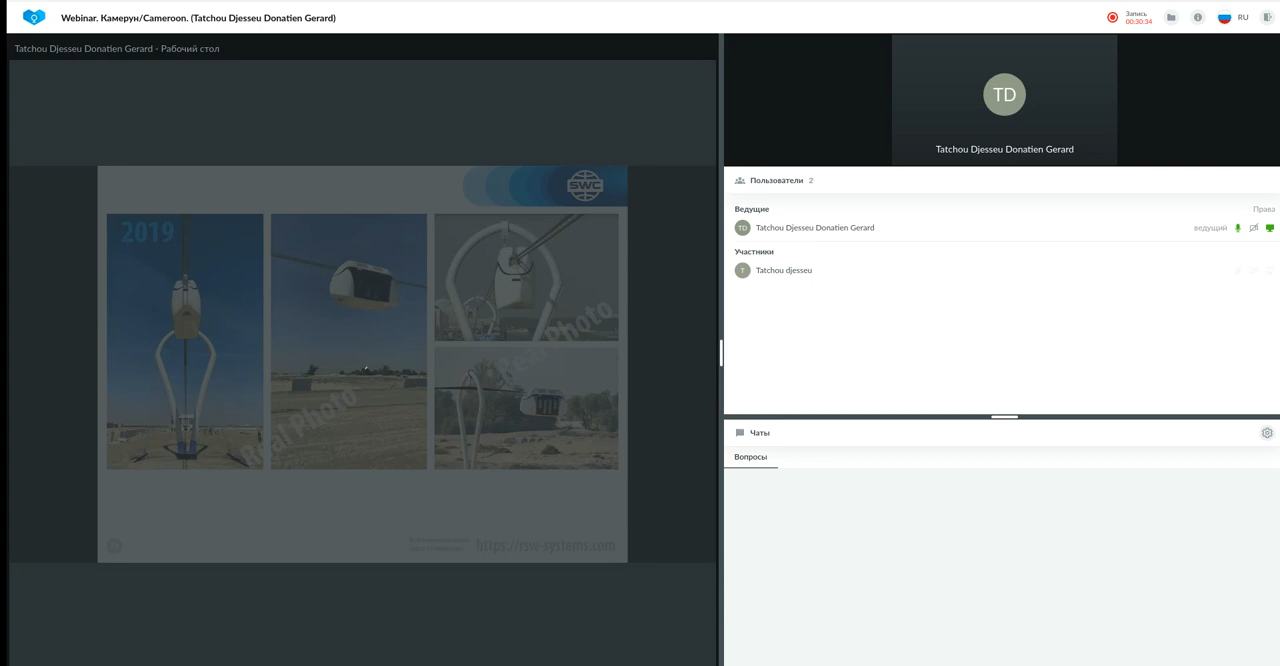 Webinar. Камерун/Cameroon. (Tatchou Djesseu Donatien Gerard)
Запись
00:30:34
RU
Tatchou Djesseu Donatien Gerard - Рабочий стол
SWC
2019
Real Photo
Real Photo
https://rsw-systems.com
TD
Tatchou Djesseu Donatien Gerard
Пользователи 2
Ведущие
Права
TD
Tatchou Djesseu Donatien Gerard
ведущий
Участники
T
Tatchou djesseu
Чаты
Вопросы